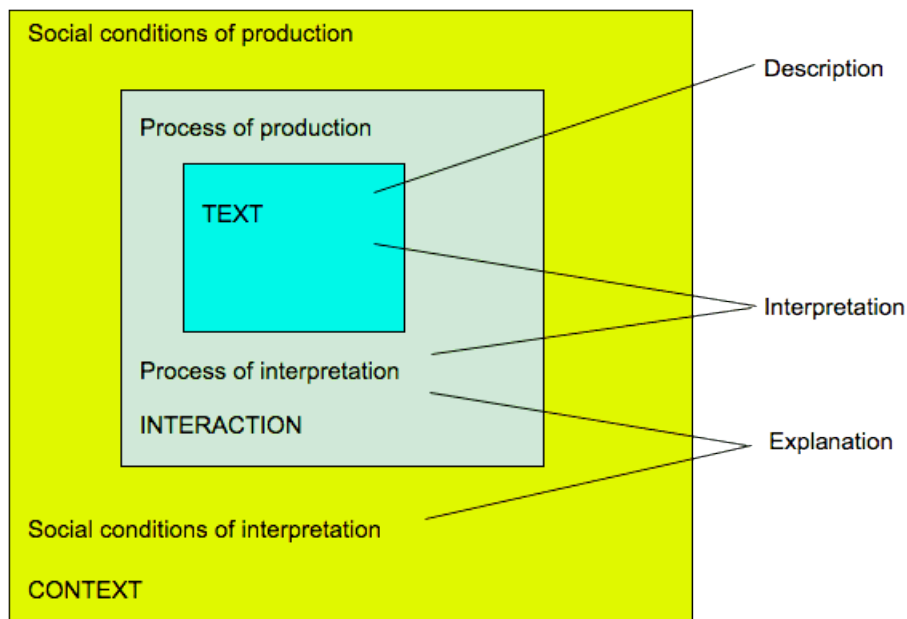 Social conditions of production
Description
Process of production
TEXT
Interpretation
Process of interpretation
INTERACTION
Explanation
Social conditions of interpretation
CONTEXT